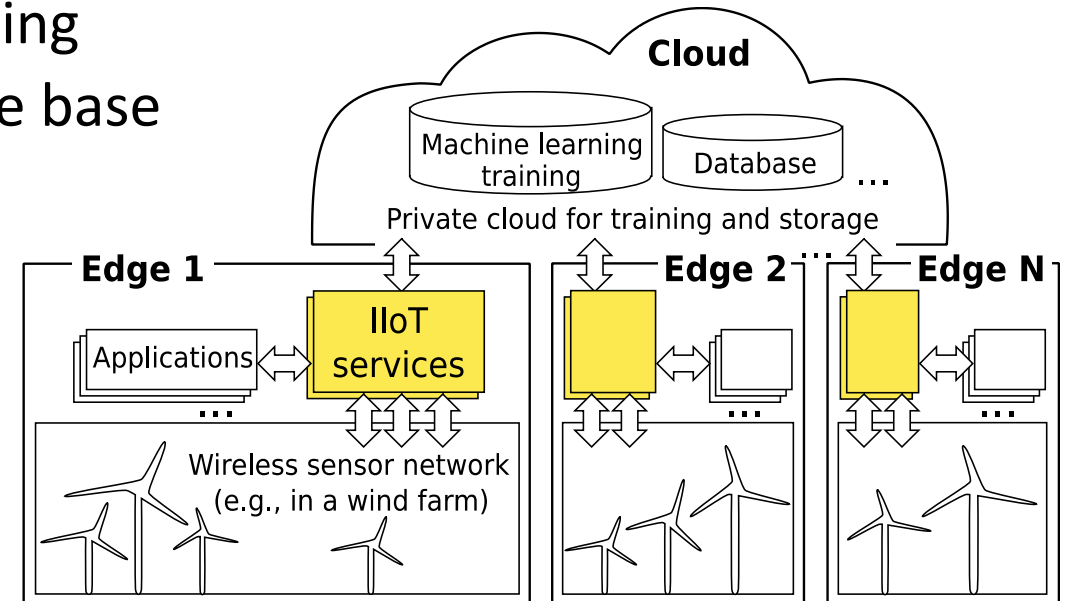 ing
e base
Cloud
Machine learning
training
Database
...
Private cloud for training and storage
...
Edge 1
Edge 2
Edge N
IIoT
services
Applications
...
...
...
Wireless sensor network
(e.g., in a wind farm)